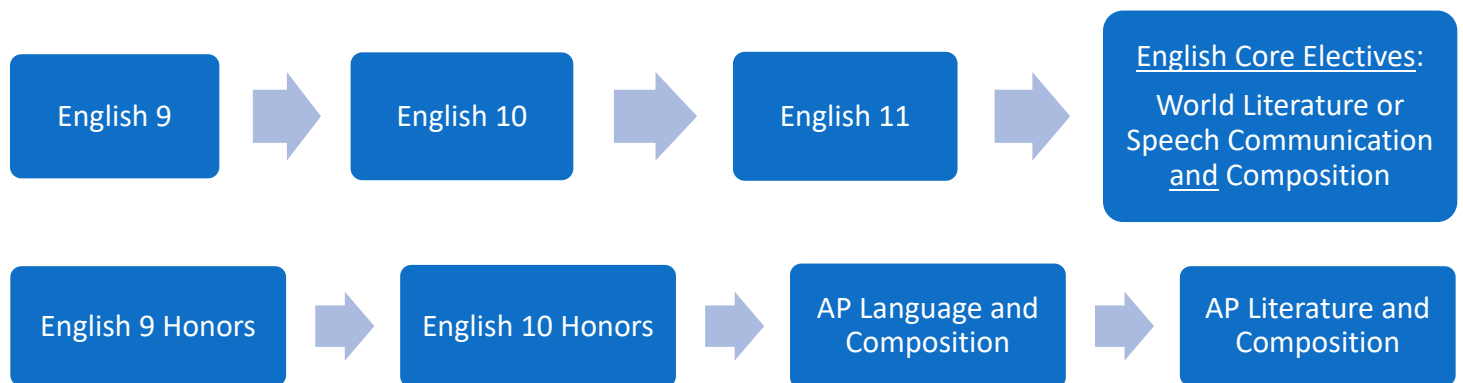 English 9
English 10
English 11
English Core Electives:
World Literature or
Speech Communication
and Composition
English 9 Honors
English 10 Honors
AP Language and
Composition
AP Literature and
Composition